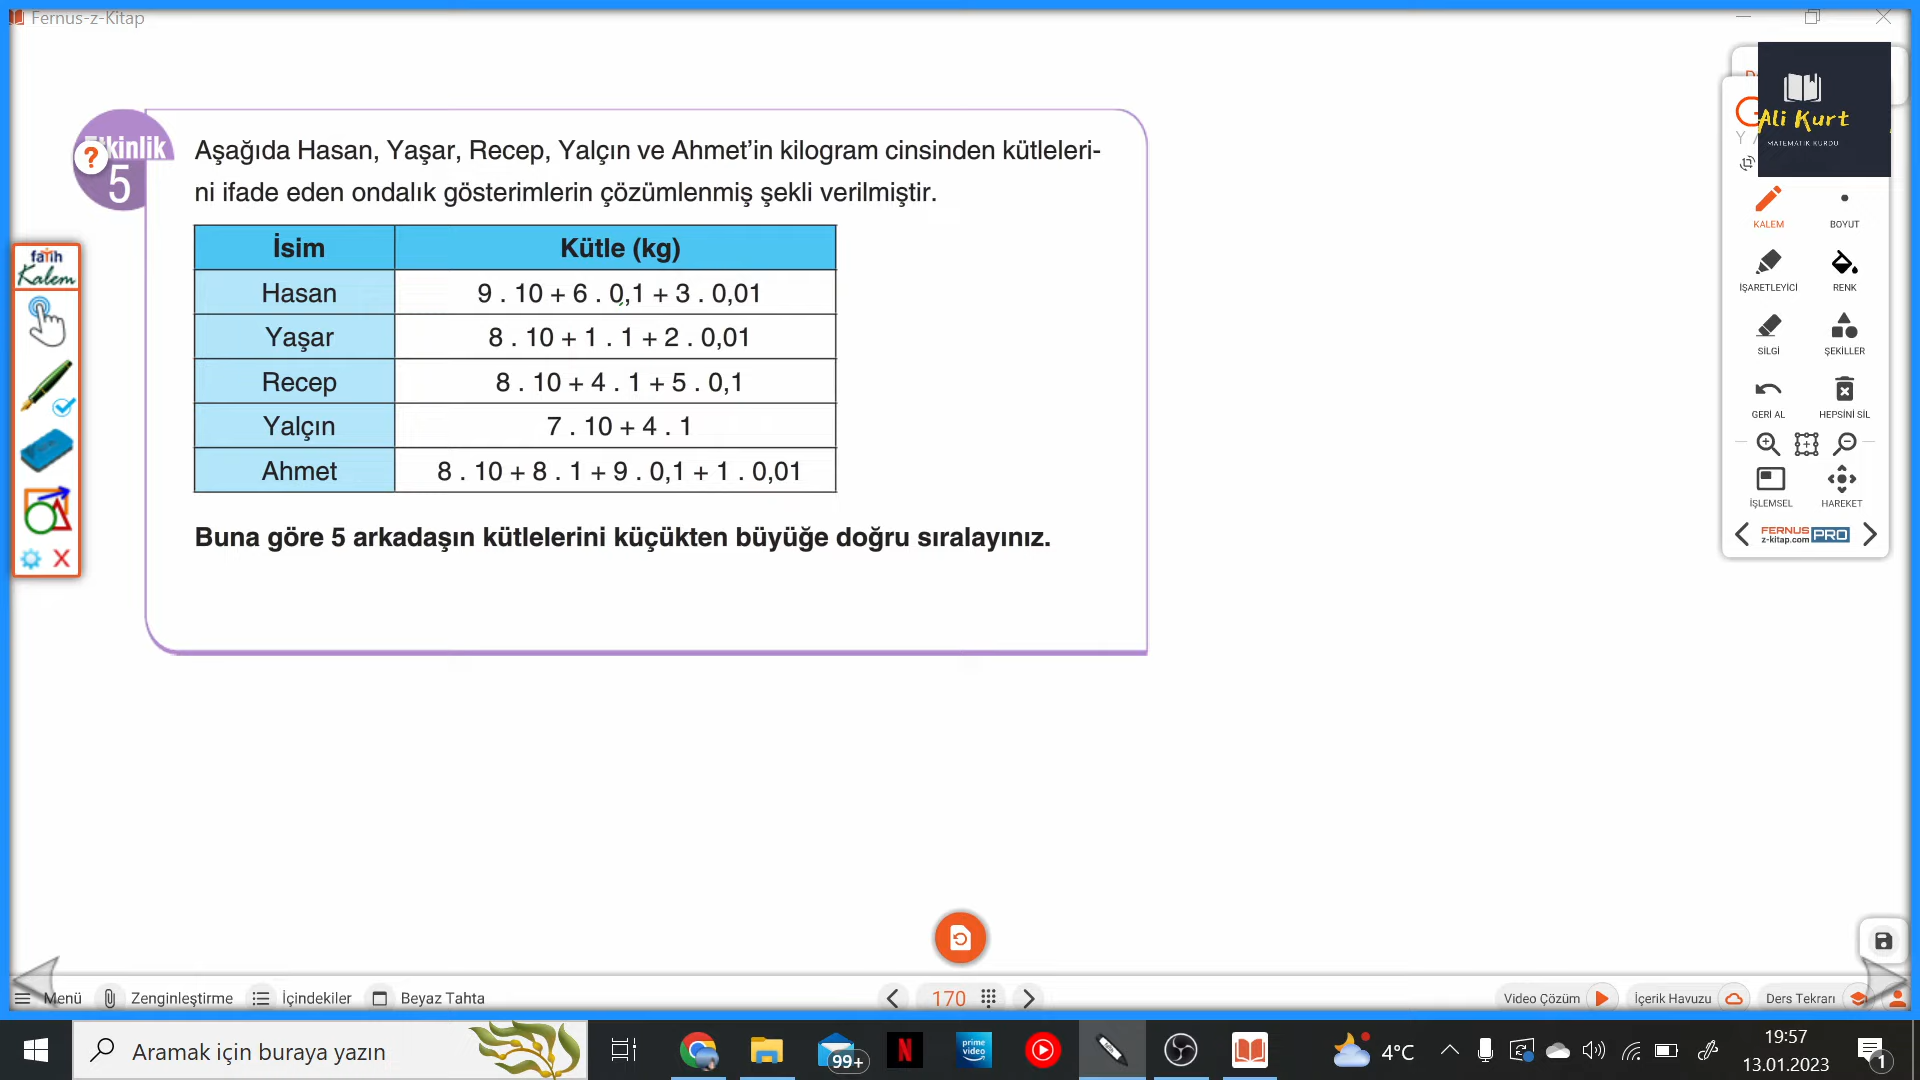 Fernus-z-Kitap
Ali Kurt
MATEMATİK KURDU
Etkinlik
?
5
Aşağıda Hasan, Yaşar, Recep, Yalçın ve Ahmet’in kilogram cinsinden kütleleri-
ni ifade eden ondalık gösterimlerin çözümlenmiş şekli verilmiştir.
İsim Kütle (kg)
Hasan 9 . 10 + 6 . 0,1 + 3 . 0,01
Yaşar 8 . 10 + 1 . 1 + 2 . 0,01
Recep 8 . 10 + 4 . 1 + 5 . 0,1
Yalçın 7 . 10 + 4 . 1
Ahmet 8 . 10 + 8 . 1 + 9 . 0,1 + 1 . 0,01
Buna göre 5 arkadaşın kütlelerini küçükten büyüğe doğru sıralayınız.
fatih
Kalem
KALEM BOYUT
İŞARETLEYİCİ RENK
SİLGİ ŞEKİLLER
GERİ AL HEPSİNİ SİL
İŞLEMSEL HAREKET
FERNUS
z-kitap.com PRO
Menü Zenginleştirme İçindekiler Beyaz Tahta 170 Video Çözüm İçerik Havuzu Ders Tekrarı
Aramak için buraya yazın
99+
N
prime
video
4°C
19:57
13.01.2023
1